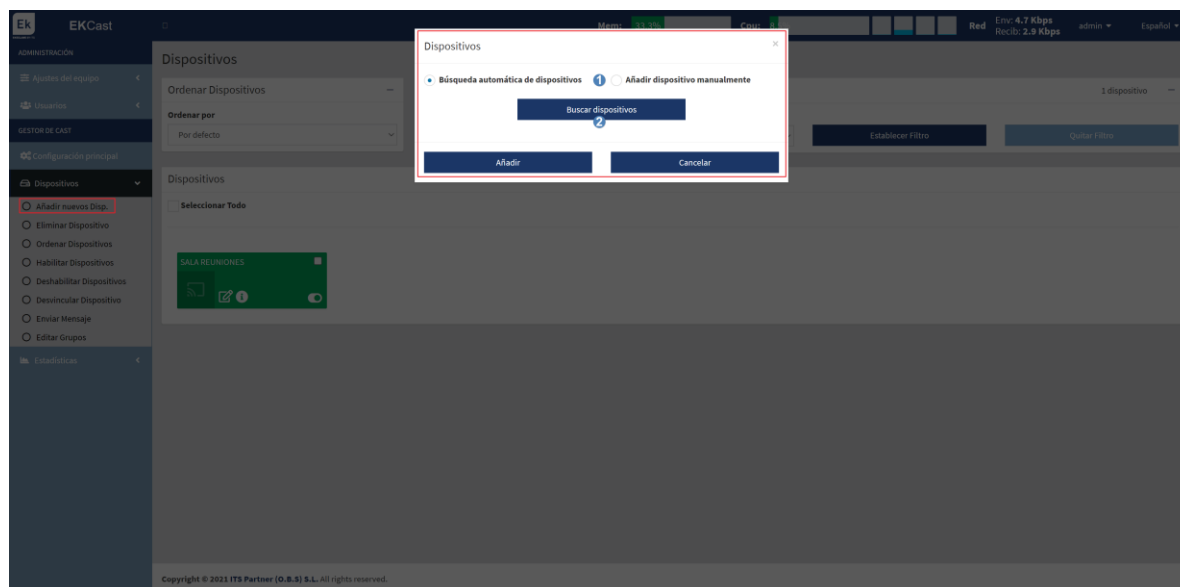 Ek EKCast Mem: 33.3% Cpu: Red Env: 4.7 Kbps Recib: 2.9 Kbps admin Español
ADMINISTRACIÓN
Ajustes del equipo
Usuarios
GESTOR DE CAST
Configuración principal
Dispositivos
Añadir nuevos Disp.
Eliminar Dispositivo
Ordenar Dispositivos
Habilitar Dispositivos
Deshabilitar Dispositivos
Desvincular Dispositivo
Enviar Mensaje
Editar Grupos
Estadísticas
Dispositivos
Ordenar Dispositivos
Ordenar por
Por defecto
1 dispositivo
Establecer Filtro
Quitar Filtro
Dispositivos ×
Búsqueda automática de dispositivos 1 Añadir dispositivo manualmente
Buscar dispositivos
2
Añadir Cancelar
Dispositivos
Seleccionar Todo
SALA REUNIONES
Copyright © 2021 ITS Partner (O.B.S) S.L. All rights reserved.